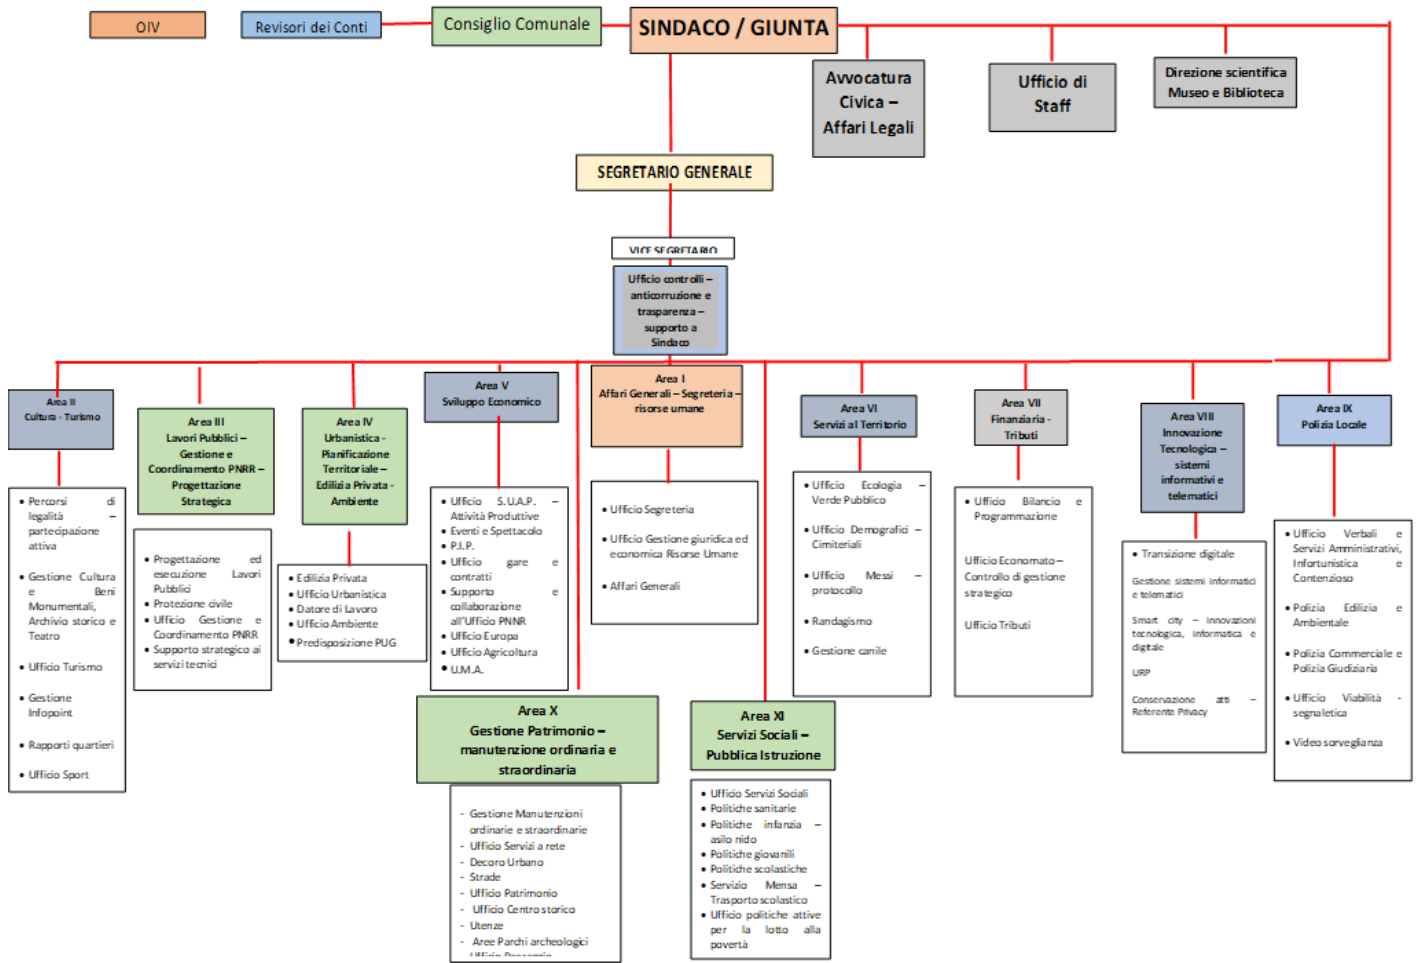 OIV
Revisori dei Conti
Consiglio Comunale
SINDACO / GIUNTA
Avvocatura
Civica –
Affari Legali
Ufficio di
Staff
Direzione scientifica
Museo e Biblioteca
SEGRETARIO GENERALE
VICE SEGRETARIO
Ufficio controlli –
anticorruzione e
trasparenza –
supporto a
Sindaco
Area II
Cultura - Turismo
• Percorsi di
legalità –
partecipazione
attiva
• Gestione Cultura
e Beni
Monumentali,
Archivio storico e
Teatro
• Ufficio Turismo
• Gestione
Infopoint
• Rapporti quartieri
• Ufficio Sport
Area III
Lavori Pubblici –
Gestione e
Coordinamento PNRR –
Progettazione
Strategica
• Progettazione ed
esecuzione Lavori
Pubblici
• Protezione civile
• Ufficio Gestione e
Coordinamento PNRR
• Supporto strategico ai
servizi tecnici
Area IV
Urbanistica -
Pianificazione
Territoriale –
Edilizia Privata -
Ambiente
• Edilizia Privata
• Ufficio Urbanistica
• Datore di Lavoro
• Ufficio Ambiente
• Predisposizione PUG
Area V
Sviluppo Economico
• Ufficio S.U.A.P. –
Attività Produttive
• Eventi e Spettacolo
• P.I.P.
• Ufficio gare e
contratti
• Supporto e
collaborazione
all'Ufficio PNNR
• Ufficio Europa
• Ufficio Agricoltura
• U.M.A.
Area I
Affari Generali – Segreteria –
risorse umane
• Ufficio Segreteria
• Ufficio Gestione giuridica ed
economica Risorse Umane
• Affari Generali
Area VI
Servizi al Territorio
• Ufficio Ecologia –
Verde Pubblico
• Ufficio Demografici –
Cimiteriali
• Ufficio Messi –
protocollo
• Randagismo
• Gestione canile
Area VII
Finanziaria -
Tributi
• Ufficio Bilancio e
Programmazione
Ufficio Economato –
Controllo di gestione
strategico
Ufficio Tributi
Area VIII
Innovazione
Tecnologica –
sistemi
informativi e
telematici
• Transizione digitale
Gestione sistemi informatici
e telematici
Smart city – innovazioni
tecnologica, informatica e
digitale
URP
Conservazione atti –
Referente Privacy
Area IX
Polizia Locale
• Ufficio Verbali e
Servizi Amministrativi,
Infortunistica e
Contenzioso
• Polizia Edilizia e
Ambientale
• Polizia Commerciale e
Polizia Giudiziaria
• Ufficio Viabilità -
segnaletica
• Video sorveglianza
Area X
Gestione Patrimonio –
manutenzione ordinaria e
straordinaria
- Gestione Manutenzioni
ordinarie e straordinarie
- Ufficio Servizi a rete
- Decoro Urbano
- Strade
- Ufficio Patrimonio
- Ufficio Centro storico
- Utenze
- Aree Parchi archeologici
Area XI
Servizi Sociali –
Pubblica Istruzione
• Ufficio Servizi Sociali
• Politiche sanitarie
• Politiche infanzia –
asilo nido
• Politiche giovanili
• Politiche scolastiche
• Servizio Mensa –
Trasporto scolastico
• Ufficio politiche attive
per la lotto alla
povertà